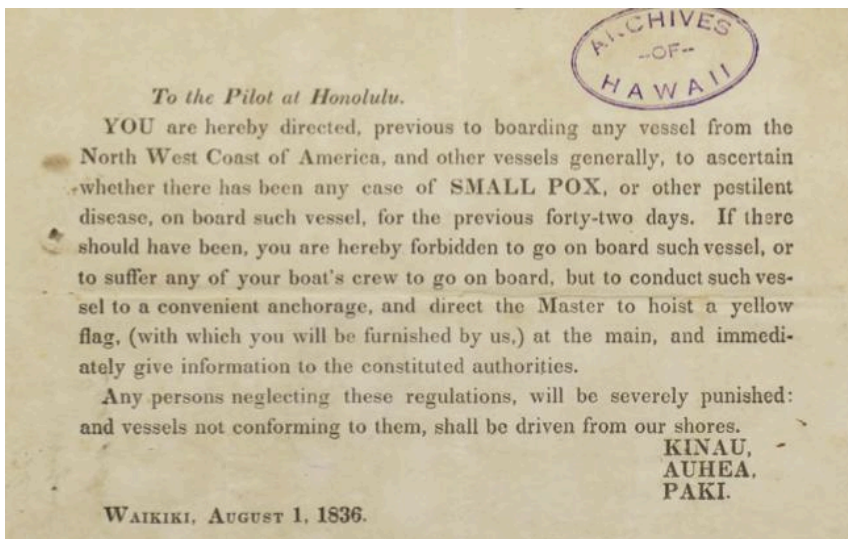 ARCHIVES
--OF--
HAWAII
To the Pilot at Honolulu.
YOU are hereby directed, previous to boarding any vessel from the
North West Coast of America, and other vessels generally, to ascertain
whether there has been any case of SMALL POX, or other pestilent
disease, on board such vessel, for the previous forty-two days. If there
should have been, you are hereby forbidden to go on board such vessel, or
to suffer any of your boat's crew to go on board, but to conduct such ves-
sel to a convenient anchorage, and direct the Master to hoist a yellow
flag, (with which you will be furnished by us,) at the main, and immedi-
ately give information to the constituted authorities.
Any persons neglecting these regulations, will be severely punished:
and vessels not conforming to them, shall be driven from our shores.
KINAU,
AUHEA,
PAKI.
WAIKIKI, AUGUST 1, 1836.